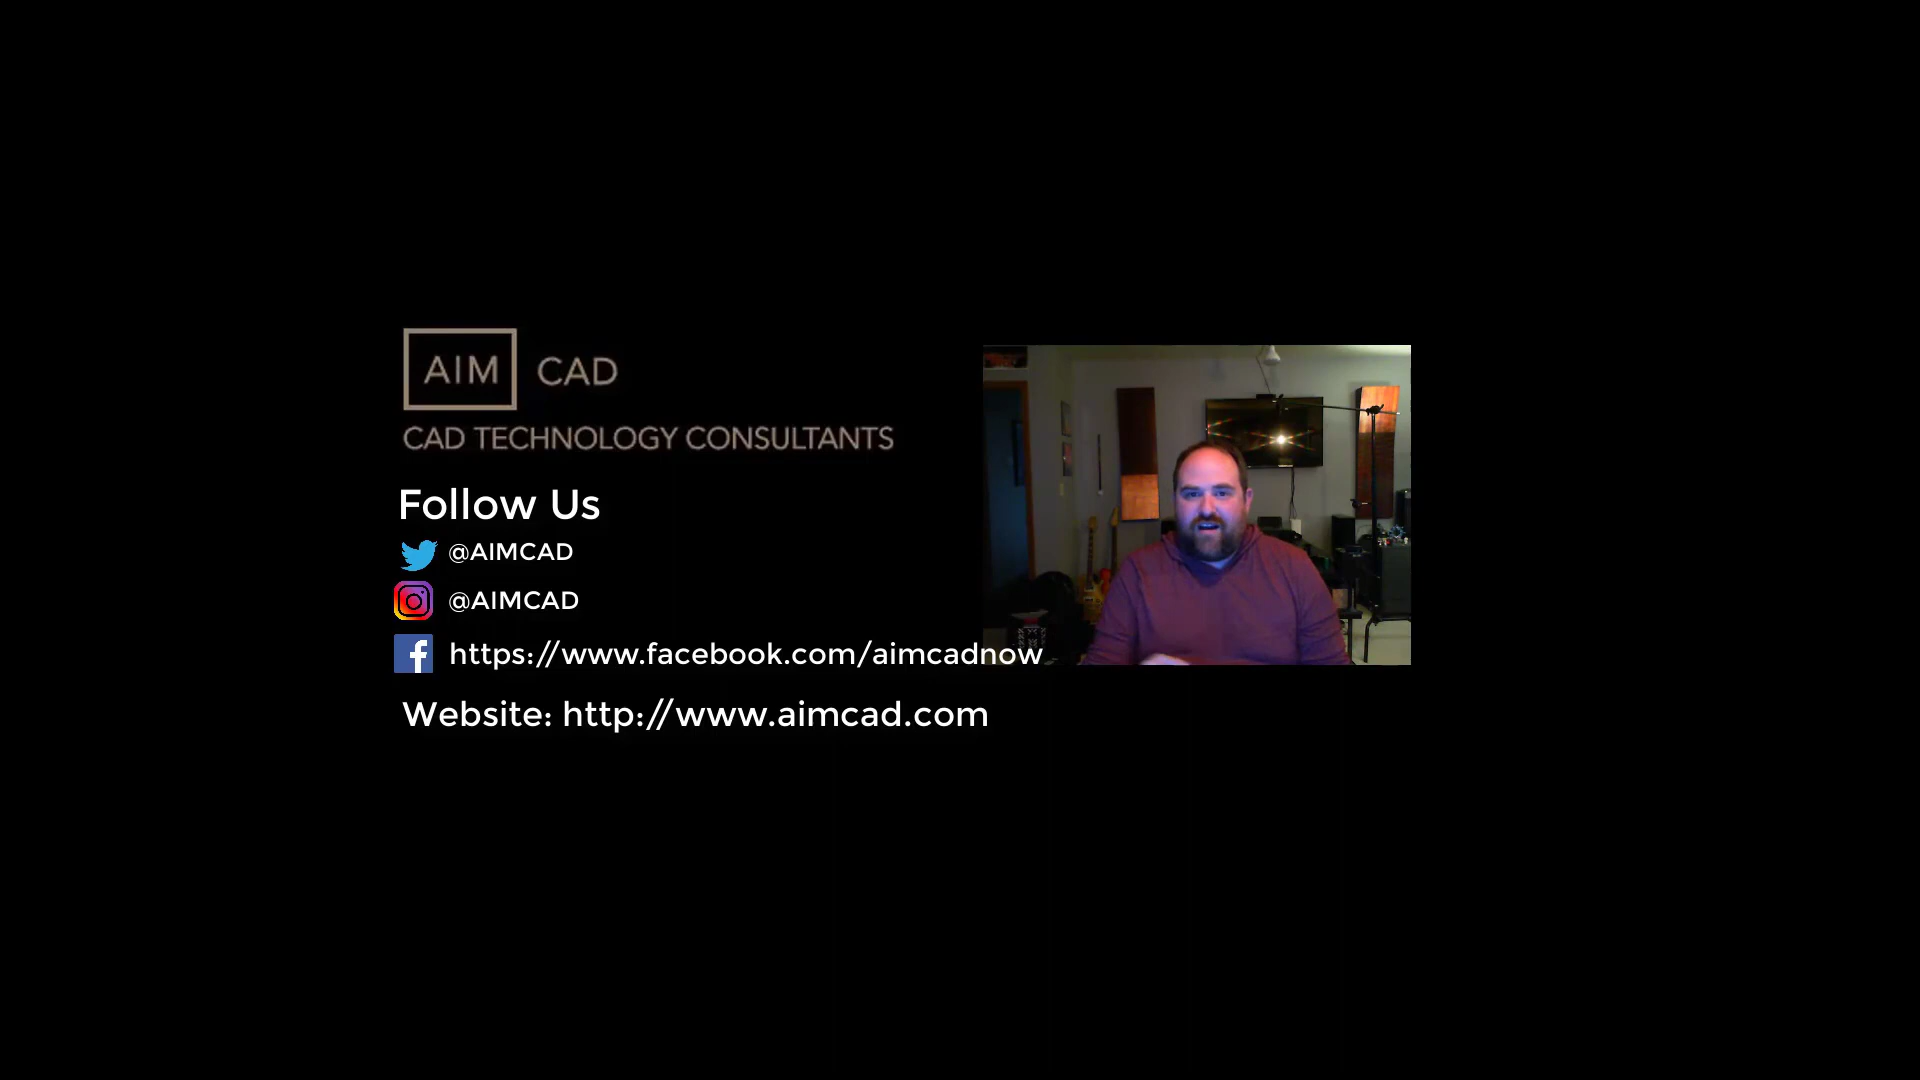 AIM CAD
CAD TECHNOLOGY CONSULTANTS
Follow Us
@AIMCAD
@AIMCAD
https://www.facebook.com/aimcadnow
Website: http://www.aimcad.com